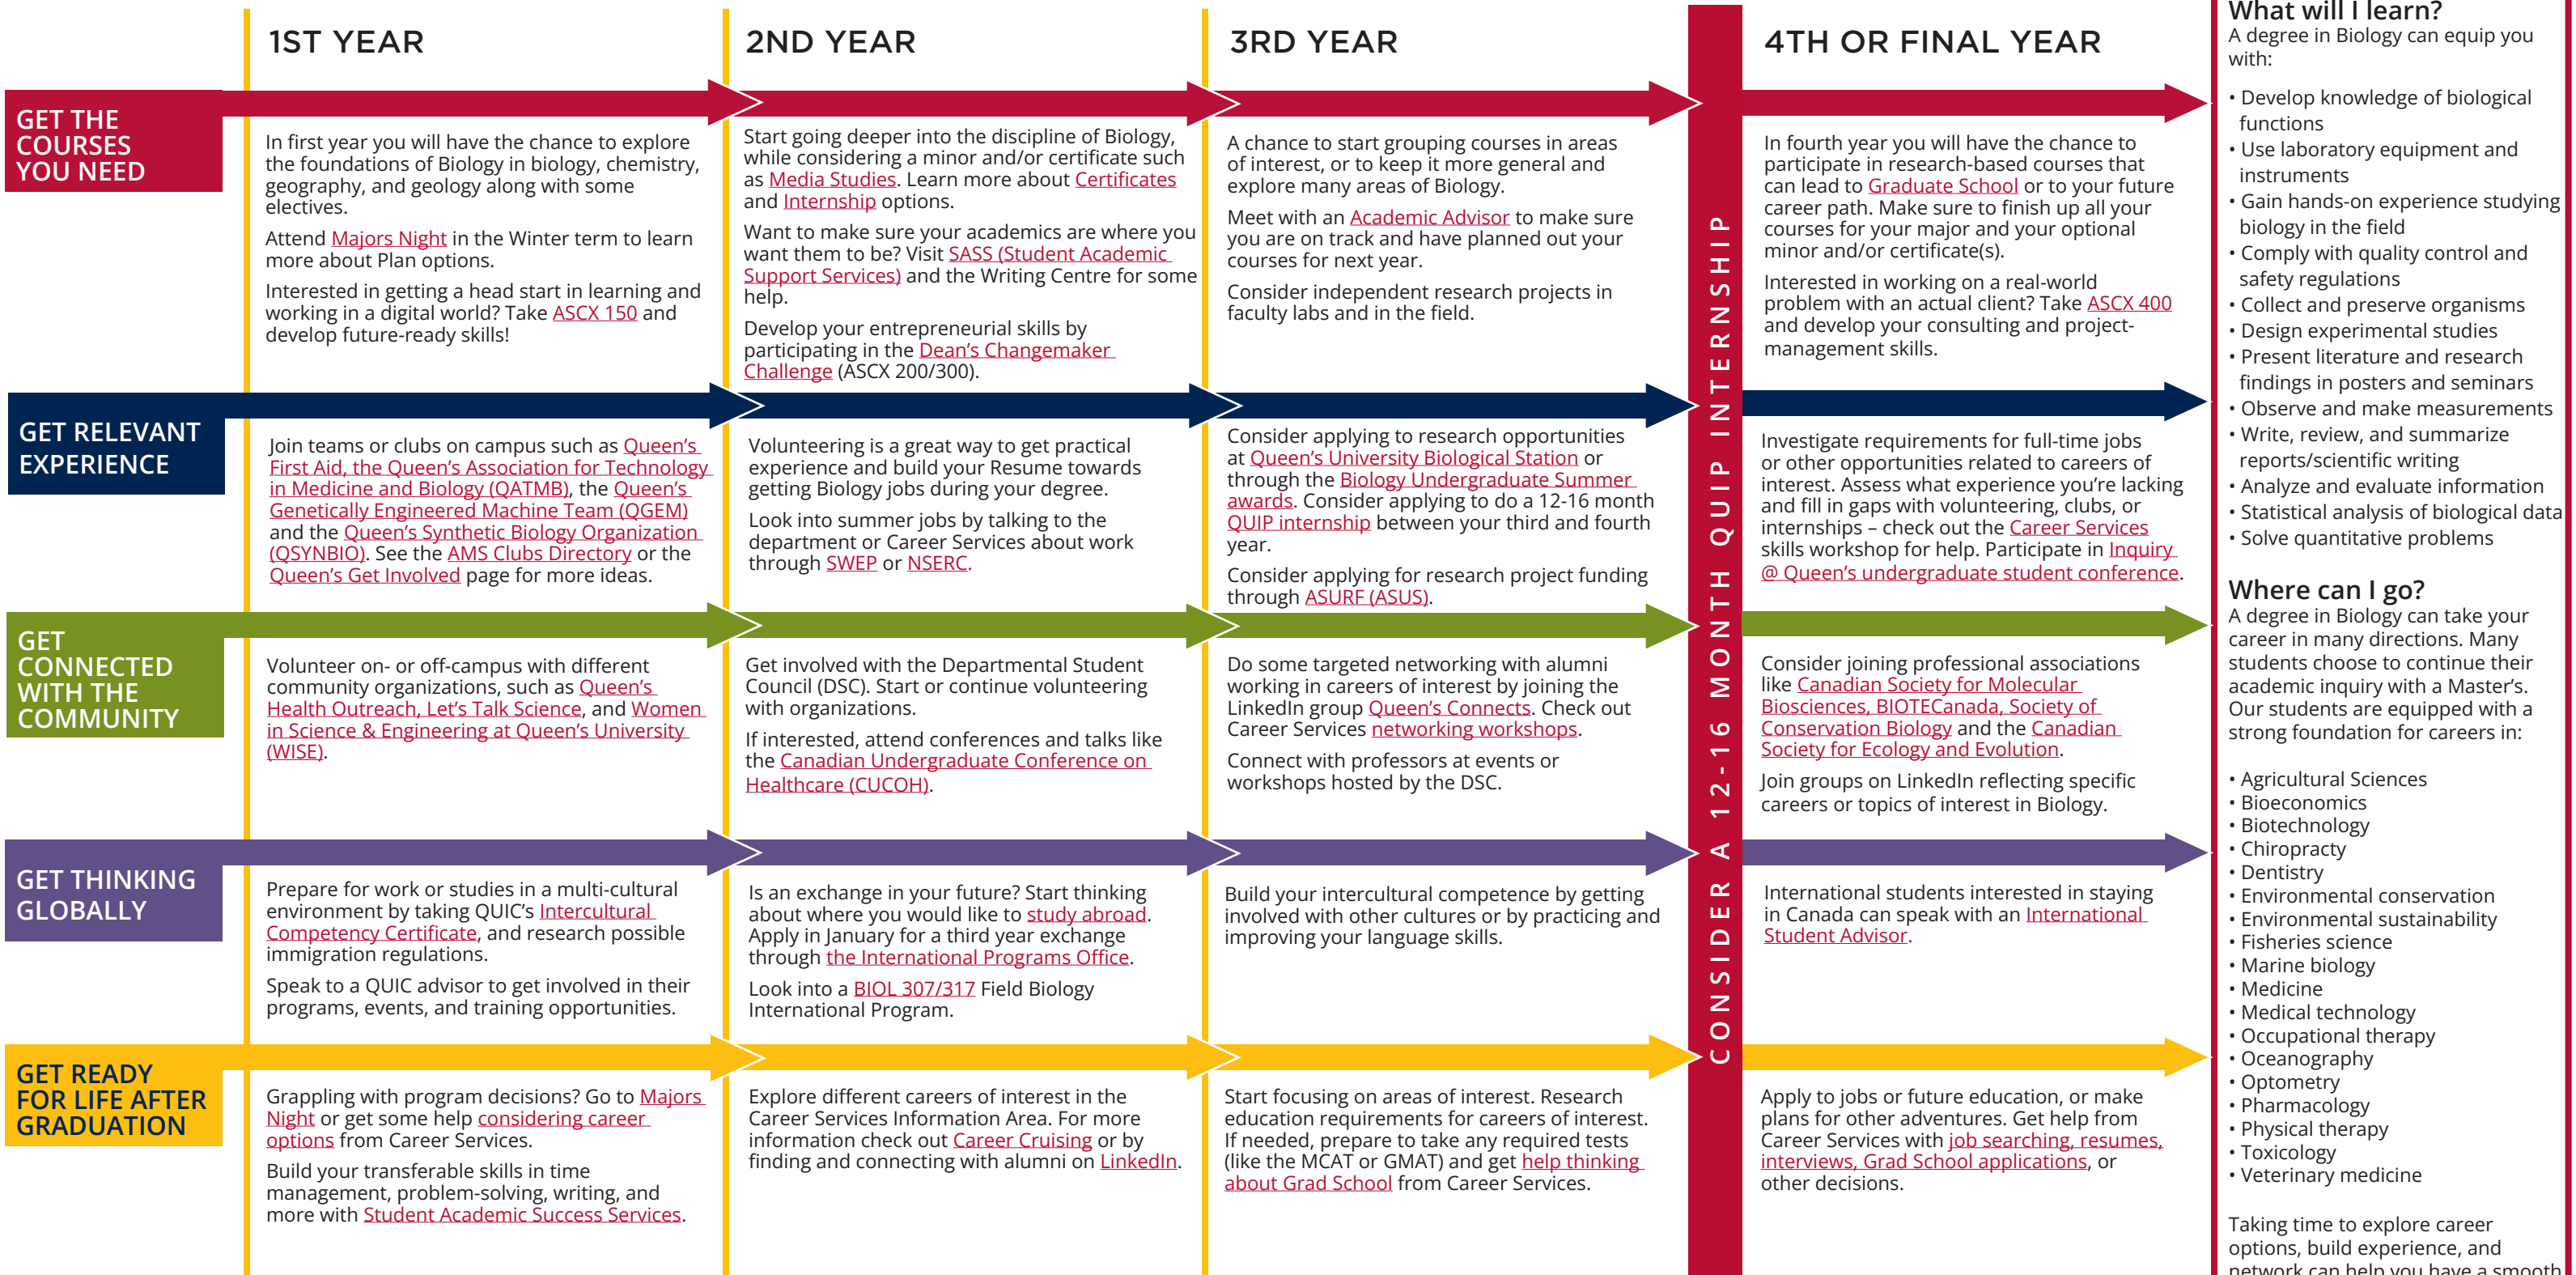 1ST YEAR
2ND YEAR
3RD YEAR
4TH OR FINAL YEAR
GET THE
COURSES
YOU NEED
In first year you will have the chance to explore
the foundations of Biology in biology, chemistry,
geography, and geology along with some
electives.
Attend Majors Night in the Winter term to learn
more about Plan options.
Interested in getting a head start in learning and
working in a digital world? Take ASCX 150 and
develop future-ready skills!
Start going deeper into the discipline of Biology,
while considering a minor and/or certificate such
as Media Studies. Learn more about Certificates
and Internship options.
Want to make sure your academics are where you
want them to be? Visit SASS (Student Academic
Support Services) and the Writing Centre for some
help.
Develop your entrepreneurial skills by
participating in the Dean's Changemaker
Challenge (ASCX 200/300).
A chance to start grouping courses in areas
of interest, or to keep it more general and
explore many areas of Biology.
Meet with an Academic Advisor to make sure
you are on track and have planned out your
courses for next year.
Consider independent research projects in
faculty labs and in the field.
In fourth year you will have the chance to
participate in research-based courses that
can lead to Graduate School or to your future
career path. Make sure to finish up all your
courses for your major and your optional
minor and/or certificate(s).
Interested in working on a real-world
problem with an actual client? Take ASCX 400
and develop your consulting and project-
management skills.
GET RELEVANT
EXPERIENCE
Join teams or clubs on campus such as Queen's
First Aid, the Queen's Association for Technology
in Medicine and Biology (QATMB), the Queen's
Genetically Engineered Machine Team (QGEM)
and the Queen's Synthetic Biology Organization
(QSYNBIO). See the AMS Clubs Directory or the
Queen's Get Involved page for more ideas.
Volunteering is a great way to get practical
experience and build your Resume towards
getting Biology jobs during your degree.
Look into summer jobs by talking to the
department or Career Services about work
through SWEP or NSERC.
Consider applying to research opportunities
at Queen's University Biological Station or
through the Biology Undergraduate Summer
awards. Consider applying to do a 12-16 month
QUIP internship between your third and fourth
year.
Consider applying for research project funding
through ASURF (ASUS).
Investigate requirements for full-time jobs
or other opportunities related to careers of
interest. Assess what experience you're lacking
and fill in gaps with volunteering, clubs, or
internships – check out the Career Services
skills workshop for help. Participate in Inquiry
@ Queen's undergraduate student conference.
GET
CONNECTED
WITH THE
COMMUNITY
Volunteer on- or off-campus with different
community organizations, such as Queen's
Health Outreach, Let's Talk Science, and Women
in Science & Engineering at Queen's University
(WISE).
Get involved with the Departmental Student
Council (DSC). Start or continue volunteering
with organizations.
If interested, attend conferences and talks like
the Canadian Undergraduate Conference on
Healthcare (CUCOH).
Do some targeted networking with alumni
working in careers of interest by joining the
LinkedIn group Queen's Connects. Check out
Career Services networking workshops.
Connect with professors at events or
workshops hosted by the DSC.
Consider joining professional associations
like Canadian Society for Molecular
Biosciences, BIOTECanada, Society of
Conservation Biology and the Canadian
Society for Ecology and Evolution.
Join groups on LinkedIn reflecting specific
careers or topics of interest in Biology.
GET THINKING
GLOBALLY
Prepare for work or studies in a multi-cultural
environment by taking QUIC's Intercultural
Competency Certificate, and research possible
immigration regulations.
Speak to a QUIC advisor to get involved in their
programs, events, and training opportunities.
Is an exchange in your future? Start thinking
about where you would like to study abroad.
Apply in January for a third year exchange
through the International Programs Office.
Look into a BIOL 307/317 Field Biology
International Program.
Build your intercultural competence by getting
involved with other cultures or by practicing and
improving your language skills.
International students interested in staying
in Canada can speak with an International
Student Advisor.
GET READY
FOR LIFE AFTER
GRADUATION
Grappling with program decisions? Go to Majors
Night or get some help considering career
options from Career Services.
Build your transferable skills in time
management, problem-solving, writing, and
more with Student Academic Success Services.
Explore different careers of interest in the
Career Services Information Area. For more
information check out Career Cruising or by
finding and connecting with alumni on LinkedIn.
Start focusing on areas of interest. Research
education requirements for careers of interest.
If needed, prepare to take any required tests
(like the MCAT or GMAT) and get help thinking
about Grad School from Career Services.
Apply to jobs or future education, or make
plans for other adventures. Get help from
Career Services with job searching, resumes,
interviews, Grad School applications, or
other decisions.
CONSIDER A 12-16 MONTH QUIP INTERNSHIP
What will I learn?
A degree in Biology can equip you
with:
• Develop knowledge of biological
functions
• Use laboratory equipment and
instruments
• Gain hands-on experience studying
biology in the field
• Comply with quality control and
safety regulations
• Collect and preserve organisms
• Design experimental studies
• Present literature and research
findings in posters and seminars
• Observe and make measurements
• Write, review, and summarize
reports/scientific writing
• Analyze and evaluate information
• Statistical analysis of biological data
• Solve quantitative problems
Where can I go?
A degree in Biology can take your
career in many directions. Many
students choose to continue their
academic inquiry with a Master's.
Our students are equipped with a
strong foundation for careers in:
• Agricultural Sciences
• Bioeconomics
• Biotechnology
• Chiropracty
• Dentistry
• Environmental conservation
• Environmental sustainability
• Fisheries science
• Marine biology
• Medicine
• Medical technology
• Occupational therapy
• Oceanography
• Optometry
• Pharmacology
• Physical therapy
• Toxicology
• Veterinary medicine
Taking time to explore career
options, build experience, and
network can help you have a smooth